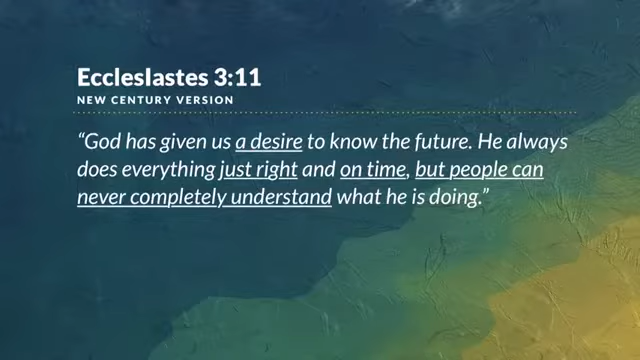 EcclesIastes 3:11
NEW CENTURY VERSION
“God has given us a desire to know the future. He always
does everything just right and on time, but people can
never completely understand what he is doing.”